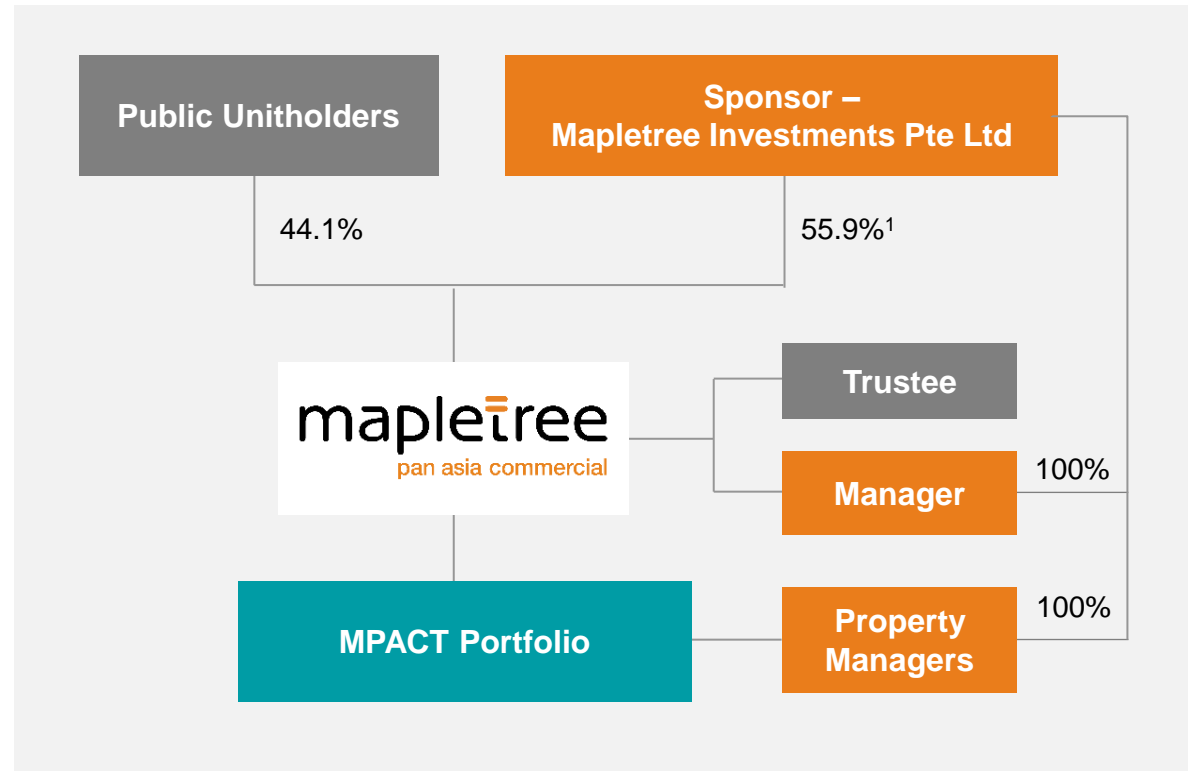 Public Unitholders
Sponsor –
Mapletree Investments Pte Ltd
44.1%
55.9%¹
mapletree
pan asia commercial
Trustee
Manager
100%
MPACT Portfolio
Property
Managers
100%